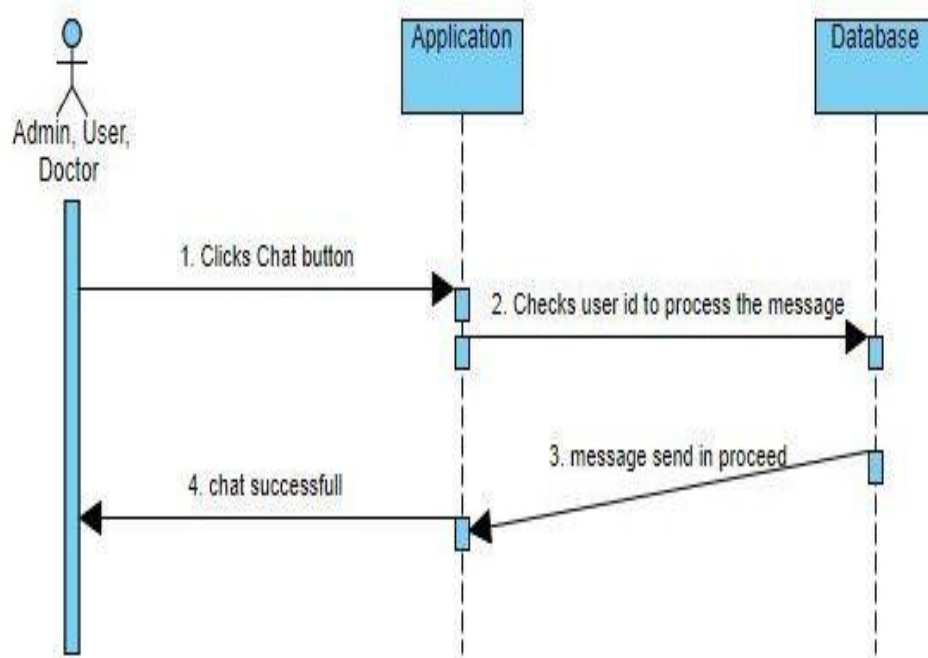 Application
Database
Admin, User,
Doctor
1. Clicks Chat button
2. Checks user id to process the message
3. message send in proceed
4. chat successfull